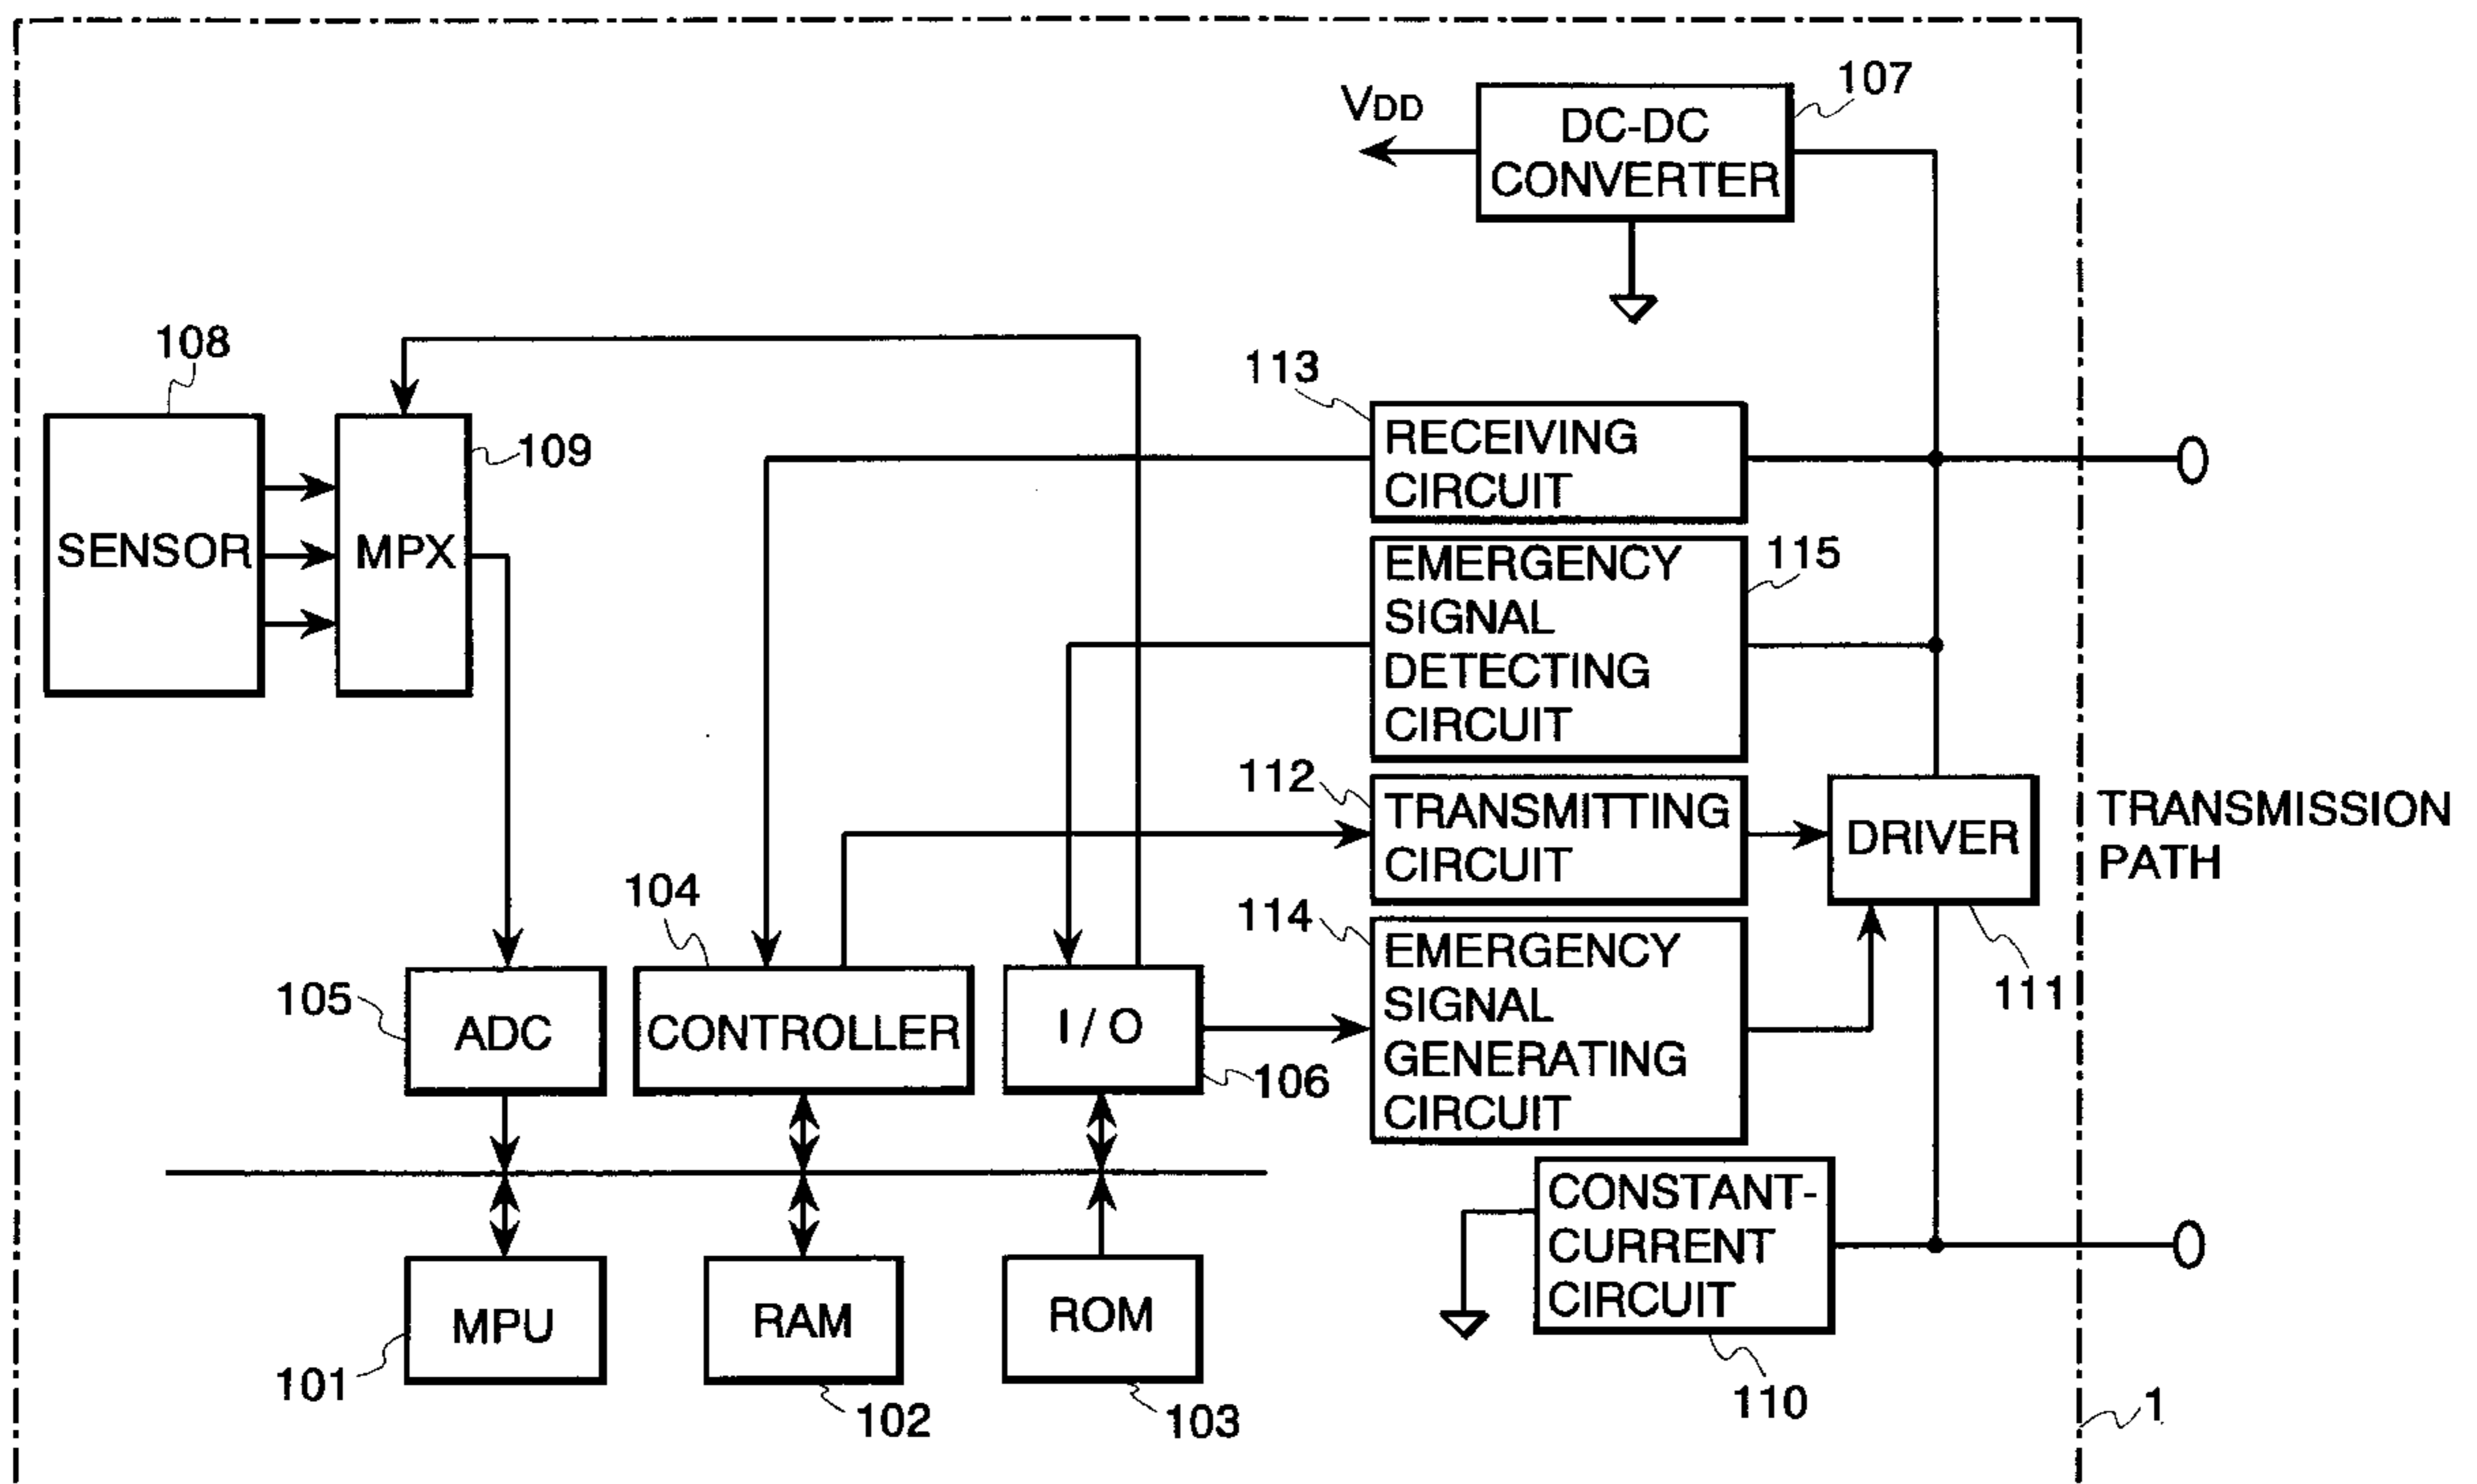 107
VDD
DC-DC
CONVERTER
108
113
109
RECEIVING
CIRCUIT
SENSOR
MPX
115
EMERGENCY
SIGNAL
DETECTING
CIRCUIT
112
TRANSMITTING
CIRCUIT
DRIVER
TRANSMISSION
PATH
104
114
EMERGENCY
SIGNAL
GENERATING
CIRCUIT
111
105
ADC
CONTROLLER
I/O
106
CONSTANT-
CURRENT
CIRCUIT
MPU
RAM
ROM
101
102
103
110
1